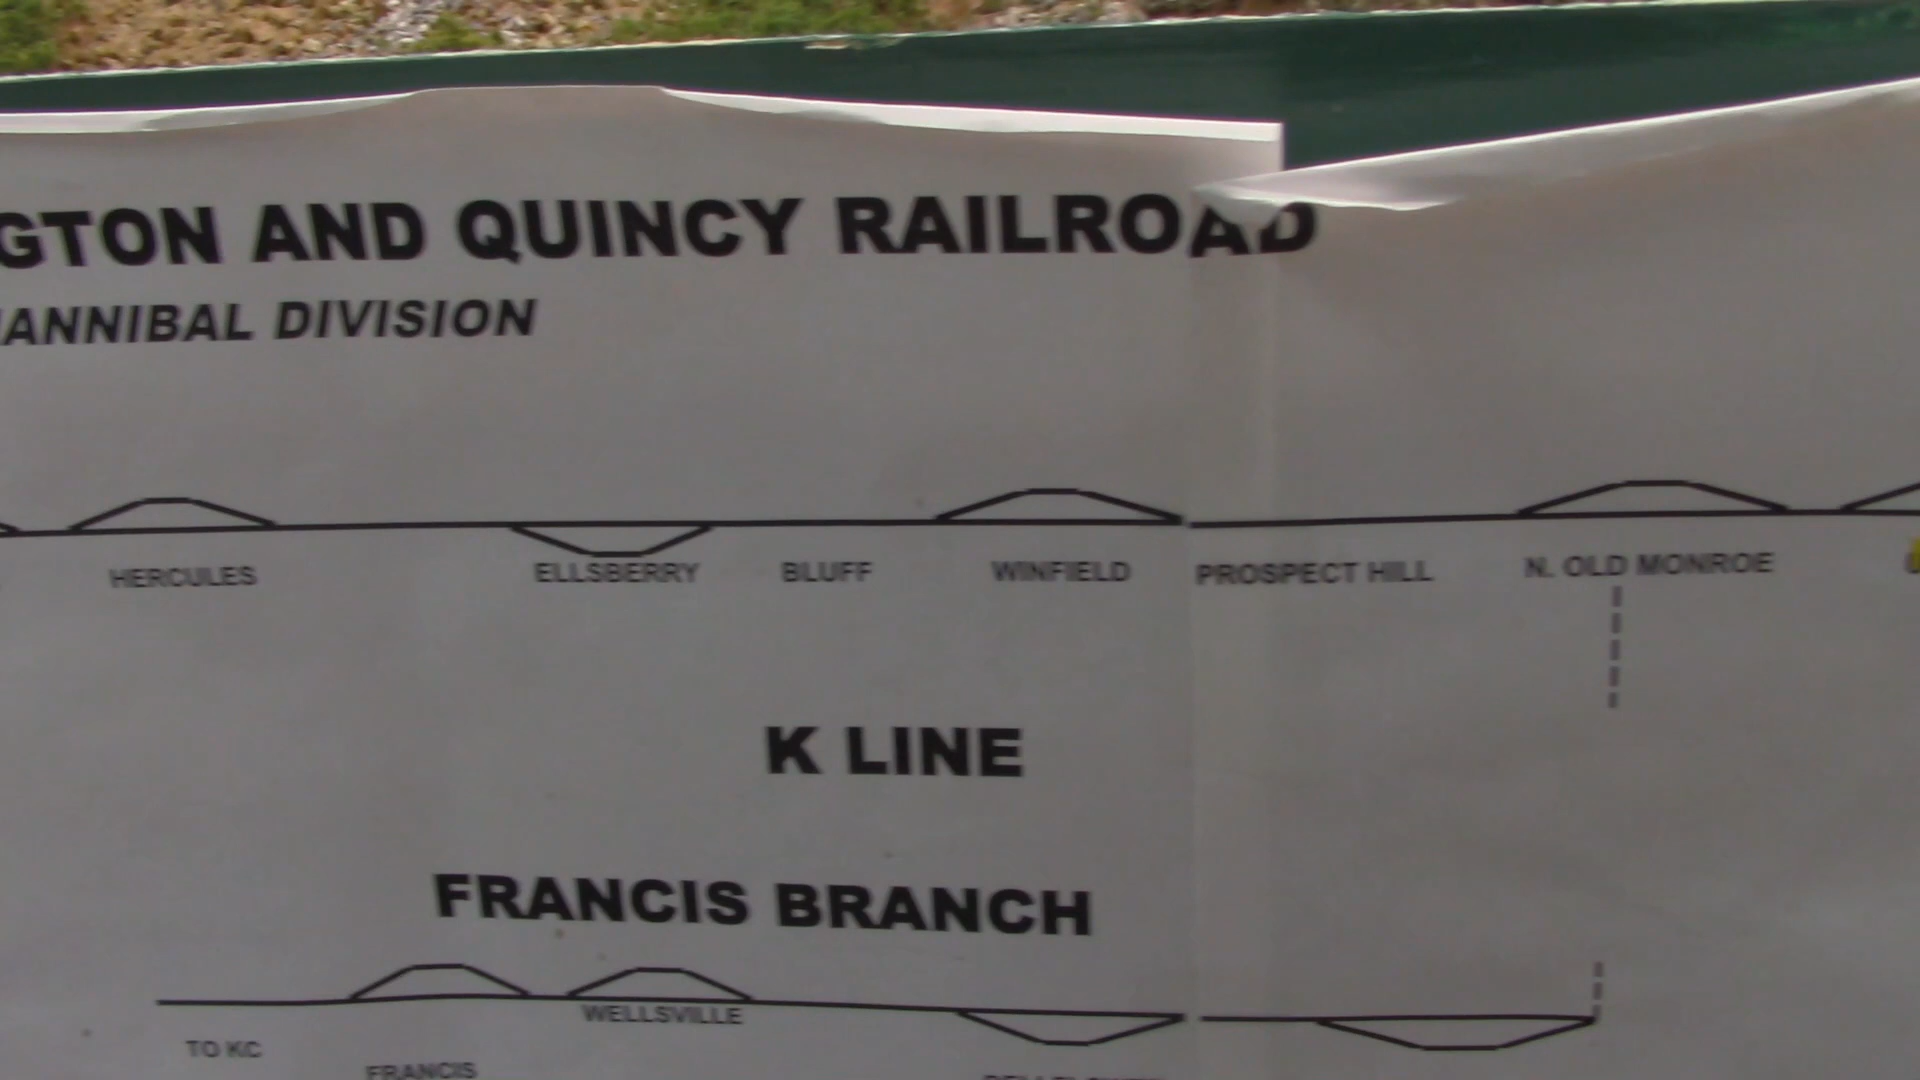 GTON AND QUINCY RAILROAD
ANNIBAL DIVISION
HERCULES ELLSBERRY BLUFF WINFIELD PROSPECT HILL N. OLD MONROE
K LINE
FRANCIS BRANCH
WELLSVILLE
TO KC
FRANCIS